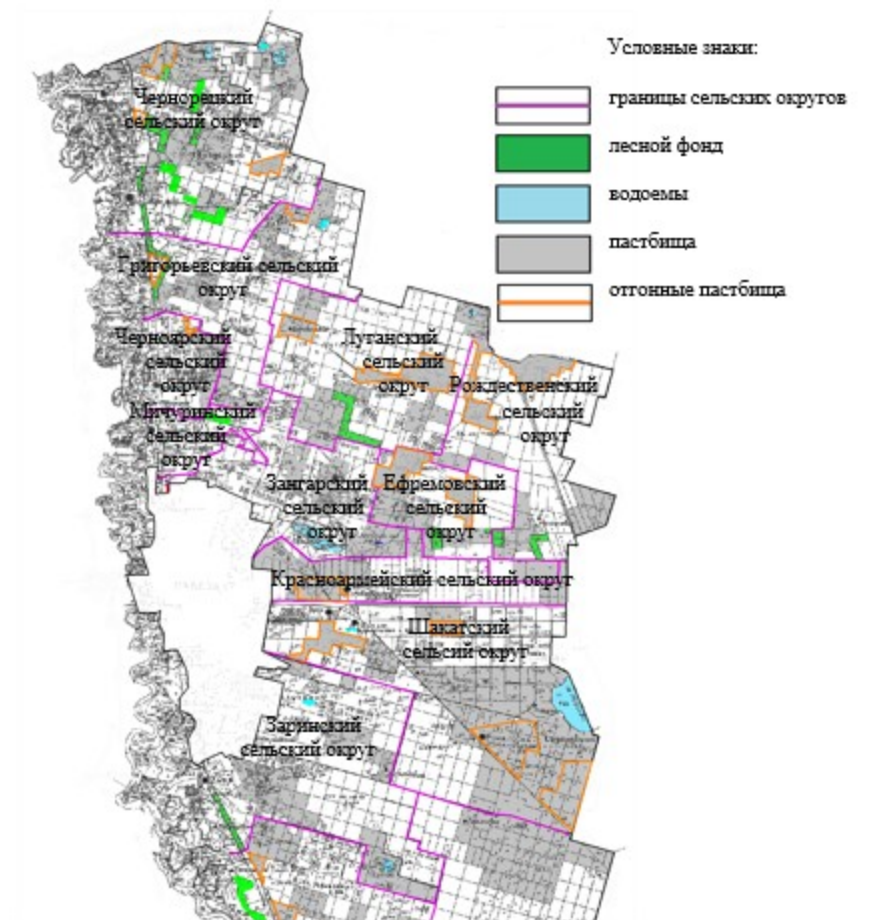 Условные знаки:
границы сельских округов
лесной фонд
водоемы
пастбища
отгонные пастбища
Чернорецкий
сельский округ
Григорьевский сельский
округ
Черноярский
сельский
округ
Луганский
сельский
округ
Рождественский
сельский
округ
Мичуринский
сельский
округ
Зангарский
сельский
округ
Ефремовский
сельский
округ
Красноармейский сельский округ
Шакатский
сельсий округ
Заринский
сельский округ